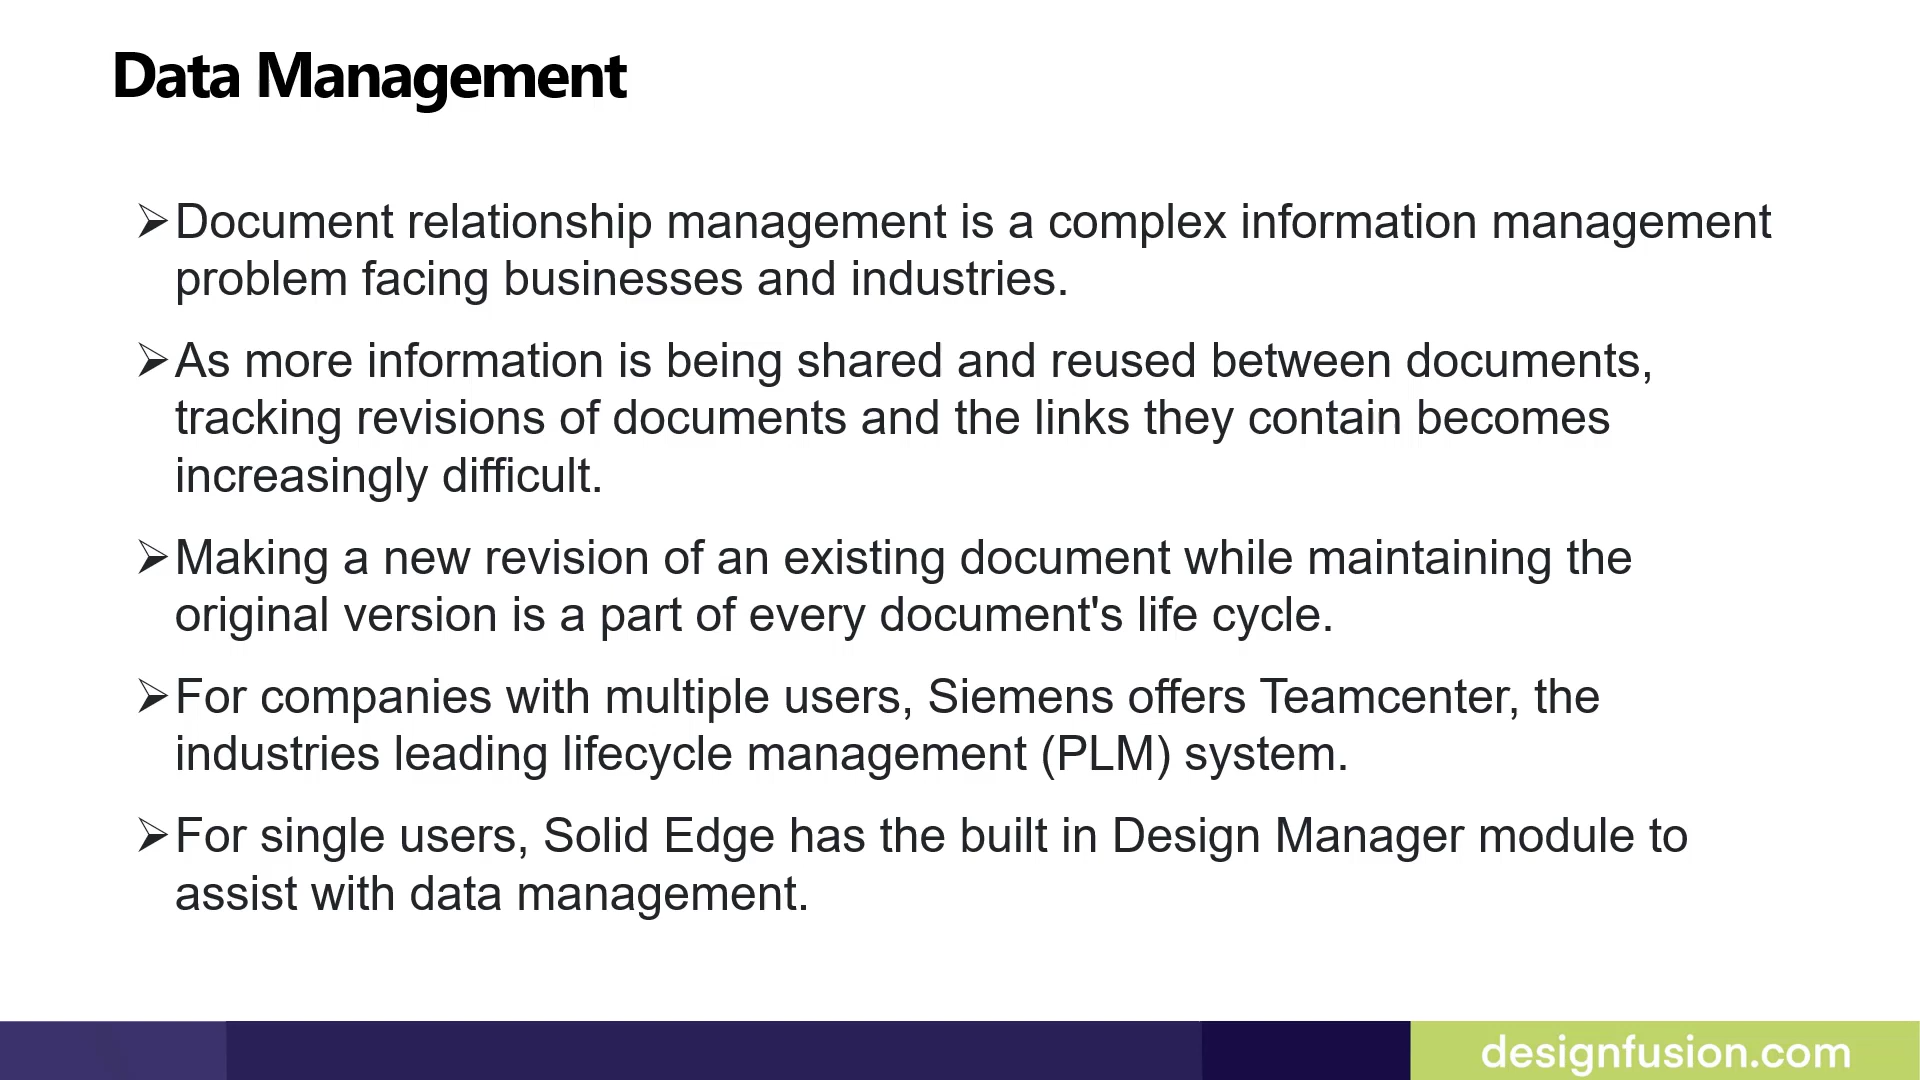 Data Management
➢Document relationship management is a complex information management
problem facing businesses and industries.
➢As more information is being shared and reused between documents,
tracking revisions of documents and the links they contain becomes
increasingly difficult.
➢Making a new revision of an existing document while maintaining the
original version is a part of every document's life cycle.
➢For companies with multiple users, Siemens offers Teamcenter, the
industries leading lifecycle management (PLM) system.
➢For single users, Solid Edge has the built in Design Manager module to
assist with data management.
designfusion.com